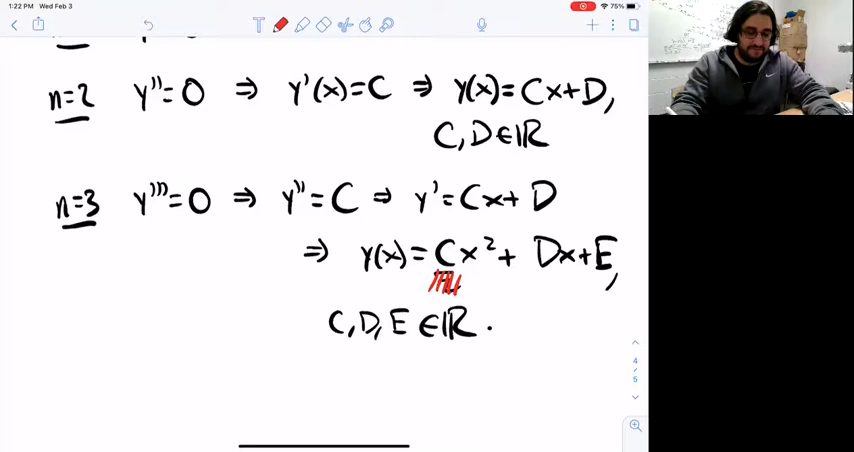 1:22 PM Wed Feb 3
75%
n=2 y''=0 ⇒ y'(x)=C ⇒ y(x)=Cx+D,
C, D ∈ ℝ
n=3 y'''=0 ⇒ y''=C ⇒ y'=Cx+D
⇒ y(x)=Cx²+Dx+E,
C, D, E ∈ ℝ.
4
/
5